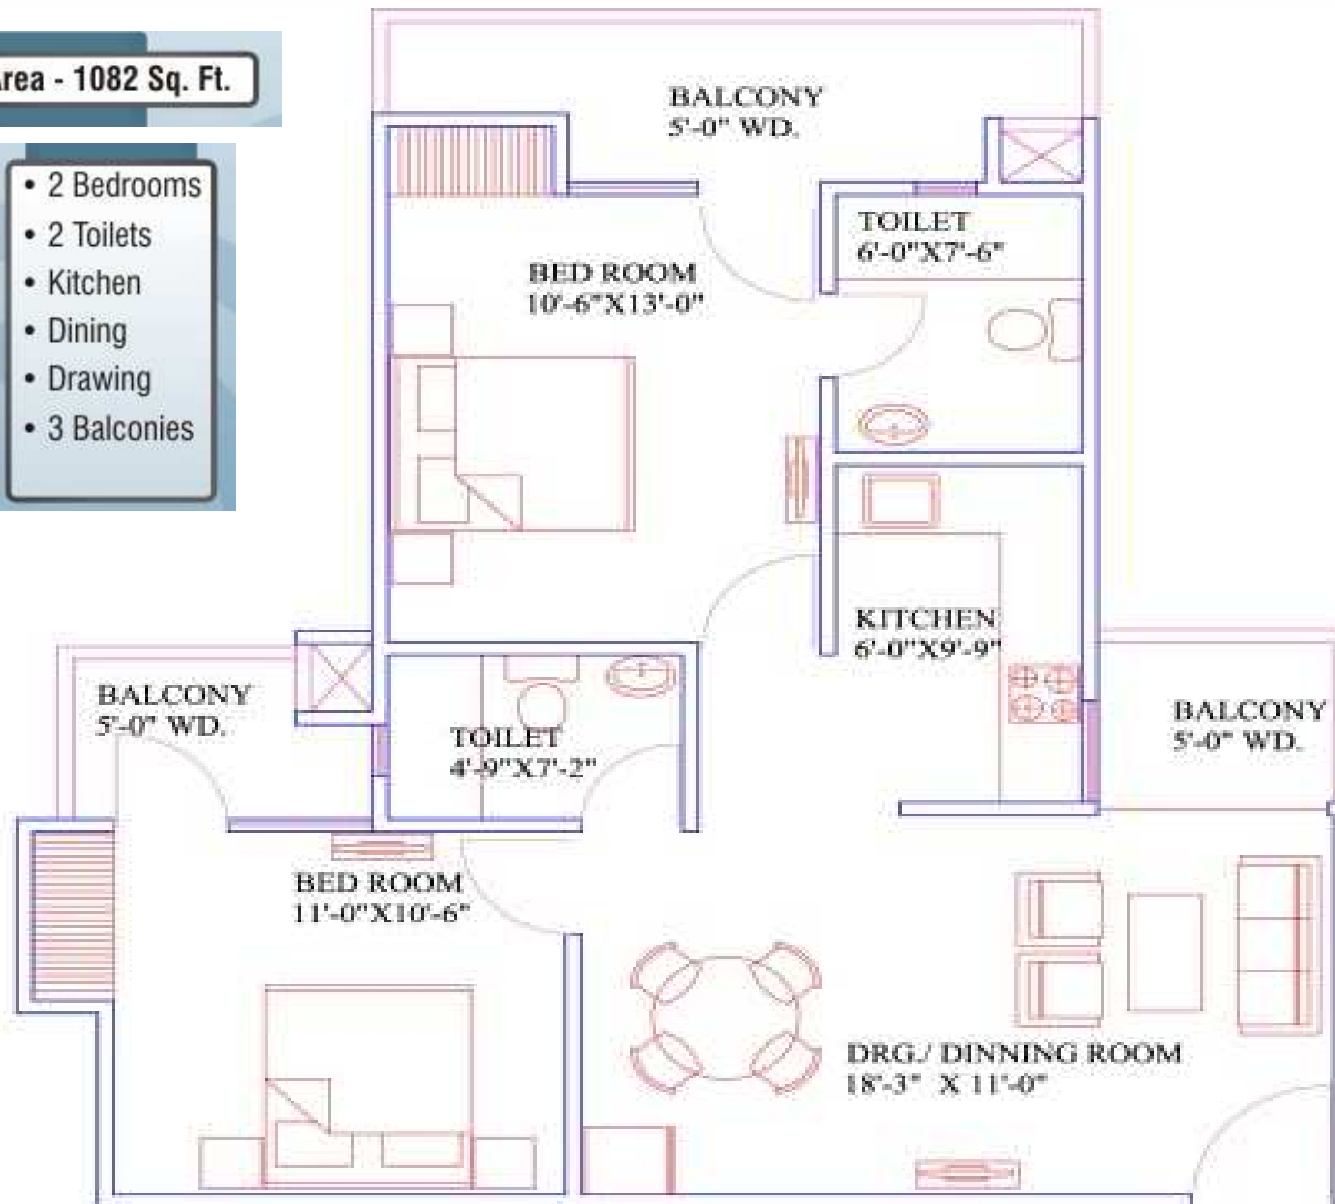 Area - 1082 Sq. Ft.
• 2 Bedrooms
• 2 Toilets
• Kitchen
• Dining
• Drawing
• 3 Balconies
BALCONY
5'-0" WD.
TOILET
6'-0"X7'-6"
BED ROOM
10'-6"X13'-0"
KITCHEN
6'-0"X9'-9"
BALCONY
5'-0" WD.
BALCONY
5'-0" WD.
TOILET
4'-9"X7'-2"
BED ROOM
11'-0"X10'-6"
DRG./ DINNING ROOM
18'-3" X 11'-0"